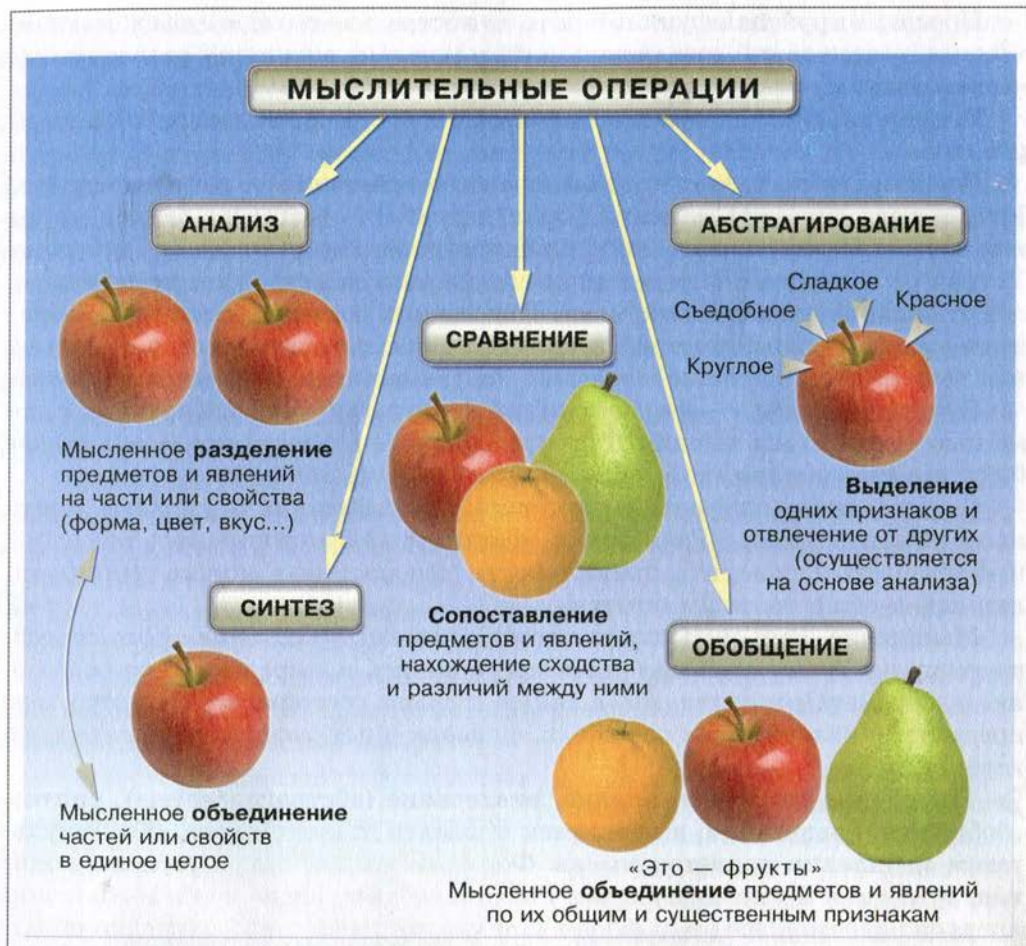 МЫСЛИТЕЛЬНЫЕ ОПЕРАЦИИ
АНАЛИЗ
Мысленное разделение
предметов и явлений
на части или свойства
(форма, цвет, вкус...)
СИНТЕЗ
Мысленное объединение
частей или свойств
в единое целое
СРАВНЕНИЕ
Сопоставление
предметов и явлений,
нахождение сходства
и различий между ними
АБСТРАГИРОВАНИЕ
Сладкое
Съедобное
Красное
Круглое
Выделение
одних признаков и
отвлечение от других
(осуществляется
на основе анализа)
ОБОБЩЕНИЕ
«Это — фрукты»
Мысленное объединение предметов и явлений
по их общим и существенным признакам